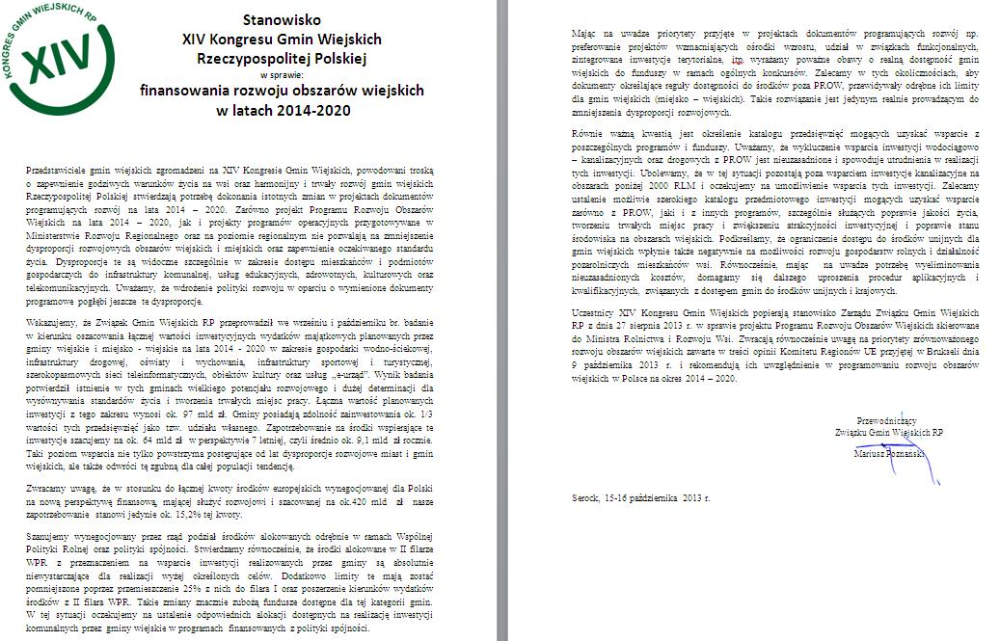 KONGRES GMIN WIEJSKICH RP
XIV
Stanowisko
XIV Kongresu Gmin Wiejskich
Rzeczypospolitej Polskiej
w sprawie:
finansowania rozwoju obszarów wiejskich
w latach 2014-2020
Przedstawiciele gmin wiejskich zgromadzeni na XIV Kongresie Gmin Wiejskich, powodowani troską
o zapewnienie godziwych warunków życia na wsi oraz harmonijny i trwały rozwój gmin wiejskich
Rzeczypospolitej Polskiej stwierdzają potrzebę dokonania istotnych zmian w projektach dokumentów
programujących rozwój na lata 2014 – 2020. Zarówno projekt Programu Rozwoju Obszarów
Wiejskich na lata 2014 – 2020, jak i projekty programów operacyjnych przygotowywane w
Ministerstwie Rozwoju Regionalnego oraz na poziomie regionalnym nie pozwalają na zmniejszenie
dysproporcji rozwojowych obszarów wiejskich i miejskich oraz zapewnienie oczekiwanego standardu
życia. Dysproporcje te są widoczne szczególnie w zakresie dostępu mieszkańców i podmiotów
gospodarczych do infrastruktury komunalnej, usług edukacyjnych, zdrowotnych, kulturowych oraz
telekomunikacyjnych. Uważamy, że wdrożenie polityki rozwoju w oparciu o wymienione dokumenty
programowe pogłębi jeszcze te dysproporcje.
Wskazujemy, że Związek Gmin Wiejskich RP przeprowadził we wrześniu i październiku br. badanie
w kierunku oszacowania łącznej wartości inwestycyjnych wydatków majątkowych planowanych przez
gminy wiejskie i miejsko - wiejskie na lata 2014 - 2020 w zakresie gospodarki wodno-ściekowej,
infrastruktury drogowej, oświaty i wychowania, infrastruktury sportowej i turystycznej,
szerokopasmowych sieci teleinformatycznych, obiektów kultury oraz usług „e-urząd”. Wynik badania
potwierdził istnienie w tych gminach wielkiego potencjału rozwojowego i dużej determinacji dla
wyrównywania standardów życia i tworzenia trwałych miejsc pracy. Łączna wartość planowanych
inwestycji z tego zakresu wynosi ok. 97 mld zł. Gminy posiadają zdolność zainwestowania ok. 1/3
wartości tych przedsięwzięć jako tzw. udziału własnego. Zapotrzebowanie na środki wspierające te
inwestycje szacujemy na ok. 64 mld zł w perspektywie 7 letniej, czyli średnio ok. 9,1 mld zł rocznie.
Taki poziom wsparcia nie tylko powstrzyma postępujące od lat dysproporcje rozwojowe miast i gmin
wiejskich, ale także odwróci tę zgubną dla całej populacji tendencję.
Zwracamy uwagę, że w stosunku do łącznej kwoty środków europejskich wynegocjowanej dla Polski
na nową perspektywę finansową, mającej służyć rozwojowi i szacowanej na ok.420 mld zł nasze
zapotrzebowanie stanowi jedynie ok. 15,2% tej kwoty.
Szanujemy wynegocjowany przez rząd podział środków alokowanych odrębnie w ramach Wspólnej
Polityki Rolnej oraz polityki spójności. Stwierdzamy równocześnie, że środki alokowane w II filarze
WPR z przeznaczeniem na wsparcie inwestycji realizowanych przez gminy są absolutnie
niewystarczające dla realizacji wyżej określonych celów. Dodatkowo limity te mają zostać
pomniejszone poprzez przemieszczenie 25% z nich do filara I oraz poszerzenie kierunków wydatków
środków z II filara WPR. Takie zmiany znacznie zubożą fundusze dostępne dla tej kategorii gmin.
W tej sytuacji oczekujemy na ustalenie odpowiednich alokacji dostępnych na realizację inwestycji
komunalnych przez gminy wiejskie w programach finansowanych z polityki spójności.
Mając na uwadze priorytety przyjęte w projektach dokumentów programujących rozwój np.
preferowanie projektów wzmacniających ośrodki wzrostu, udział w związkach funkcjonalnych,
zintegrowane inwestycje terytorialne, itp. wyrażamy poważne obawy o realną dostępność gmin
wiejskich do funduszy w ramach ogólnych konkursów. Zalecamy w tych okolicznościach, aby
dokumenty określające reguły dostępności do środków poza PROW, przewidywały odrębne ich limity
dla gmin wiejskich (miejsko – wiejskich). Takie rozwiązanie jest jedynym realnie prowadzącym do
zmniejszenia dysproporcji rozwojowych.
Równie ważną kwestią jest określenie katalogu przedsięwzięć mogących uzyskać wsparcie z
poszczególnych programów i funduszy. Uważamy, że wykluczenie wsparcia inwestycji wodociągowo
– kanalizacyjnych oraz drogowych z PROW jest nieuzasadnione i spowoduje utrudnienia w realizacji
tych inwestycji. Ubolewamy, że w tej sytuacji pozostają poza wsparciem inwestycje kanalizacyjne na
obszarach poniżej 2000 RLM i oczekujemy na umożliwienie wsparcia tych inwestycji. Zalecamy
ustalenie możliwie szerokiego katalogu przedmiotowego inwestycji mogących uzyskać wsparcie
zarówno z PROW, jaki i z innych programów, szczególnie służących poprawie jakości życia,
tworzeniu trwałych miejsc pracy i zwiększeniu atrakcyjności inwestycyjnej i poprawie stanu
środowiska na obszarach wiejskich. Podkreślamy, że ograniczenie dostępu do środków unijnych dla
gmin wiejskich wpłynie także negatywnie na możliwości rozwoju gospodarstw rolnych i działalność
pozarolniczych mieszkańców wsi. Równocześnie, mając na uwadze potrzebę wyeliminowania
nieuzasadnionych kosztów, domagamy się dalszego uproszenia procedur aplikacyjnych i
kwalifikacyjnych, związanych z dostępem gmin do środków unijnych i krajowych.
Uczestnicy XIV Kongresu Gmin Wiejskich popierają stanowisko Zarządu Związku Gmin Wiejskich
RP z dnia 27 sierpnia 2013 r. w sprawie projektu Programu Rozwoju Obszarów Wiejskich skierowane
do Ministra Rolnictwa i Rozwoju Wsi. Zwracają równocześnie uwagę na priorytety zrównoważonego
rozwoju obszarów wiejskich zawarte w treści opinii Komitetu Regionów UE przyjętej w Brukseli dnia
9 października 2013 r. i rekomendują ich uwzględnienie w programowaniu rozwoju obszarów
wiejskich w Polsce na okres 2014 – 2020.
Przewodniczący
Związku Gmin Wiejskich RP
Mariusz Poznański
Serock, 15-16 października 2013 r.